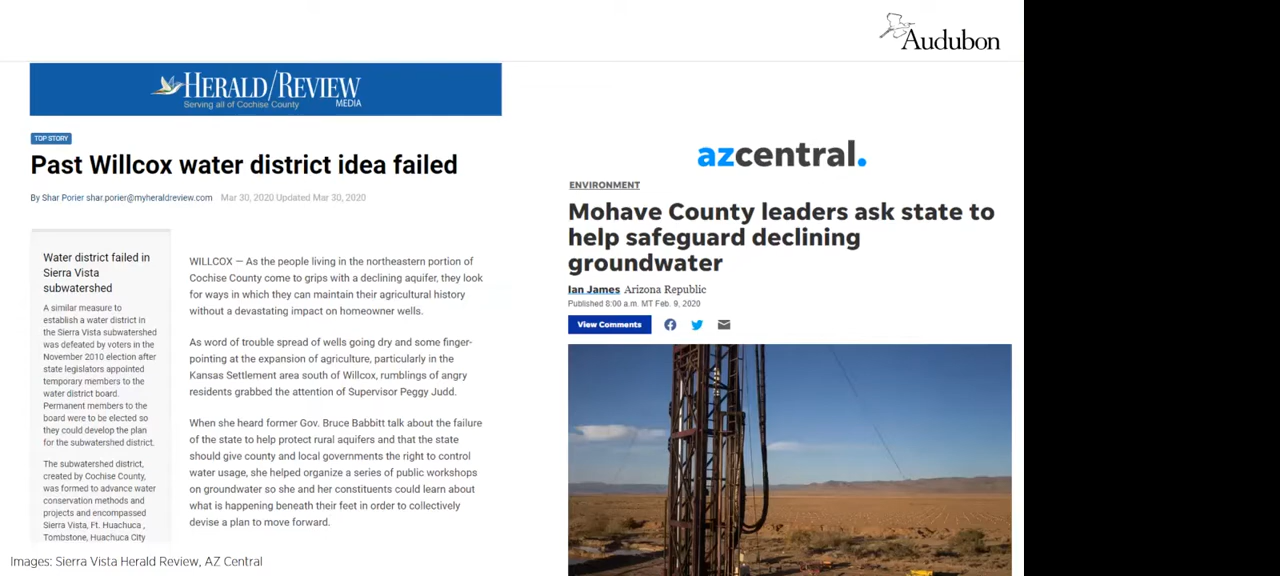 Audubon
HERALD/REVIEW
Serving all of Cochise County
MEDIA
TOP STORY
Past Willcox water district idea failed
By Shar Porier shar.porier@myheraldreview.com Mar 30, 2020 Updated Mar 30, 2020
Water district failed in
Sierra Vista
subwatershed
A similar measure to
establish a water district in
the Sierra Vista subwatershed
was defeated by voters in the
November 2010 election after
state legislators appointed
temporary members to the
water district board.
Permanent members to the
board were to be elected so
they could develop the plan
for the subwatershed district.
The subwatershed district,
created by Cochise County,
was formed to advance water
conservation methods and
projects and encompassed
Sierra Vista, Ft. Huachuca ,
Tombstone, Huachuca City
WILLCOX — As the people living in the northeastern portion of
Cochise County come to grips with a declining aquifer, they look
for ways in which they can maintain their agricultural history
without a devastating impact on homeowner wells.
As word of trouble spread of wells going dry and some finger-
pointing at the expansion of agriculture, particularly in the
Kansas Settlement area south of Willcox, rumblings of angry
residents grabbed the attention of Supervisor Peggy Judd.
When she heard former Gov. Bruce Babbitt talk about the failure
of the state to help protect rural aquifers and that the state
should give county and local governments the right to control
water usage, she helped organize a series of public workshops
on groundwater so she and her constituents could learn about
what is happening beneath their feet in order to collectively
devise a plan to move forward.
azcentral.
ENVIRONMENT
Mohave County leaders ask state to
help safeguard declining
groundwater
Ian James Arizona Republic
Published 8:00 a.m. MT Feb. 9, 2020
View Comments
Images: Sierra Vista Herald Review, AZ Central